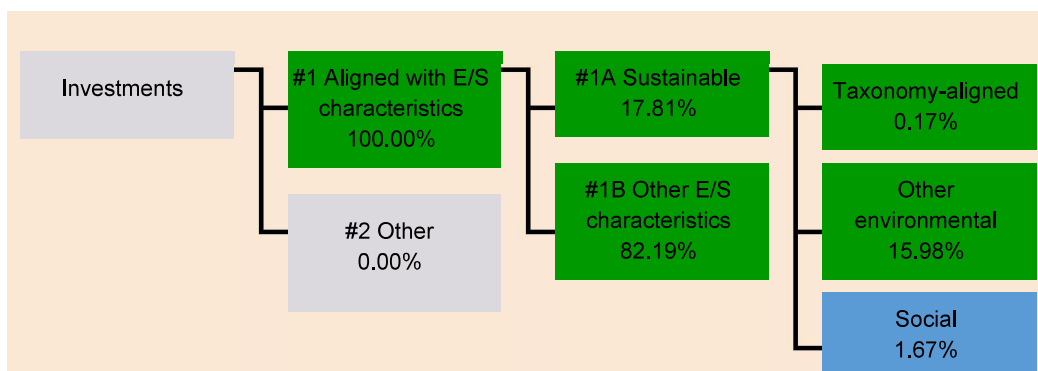 Investments
#1 Aligned with E/S
characteristics
100.00%
#2 Other
0.00%
#1A Sustainable
17.81%
#1B Other E/S
characteristics
82.19%
Taxonomy-aligned
0.17%
Other
environmental
15.98%
Social
1.67%